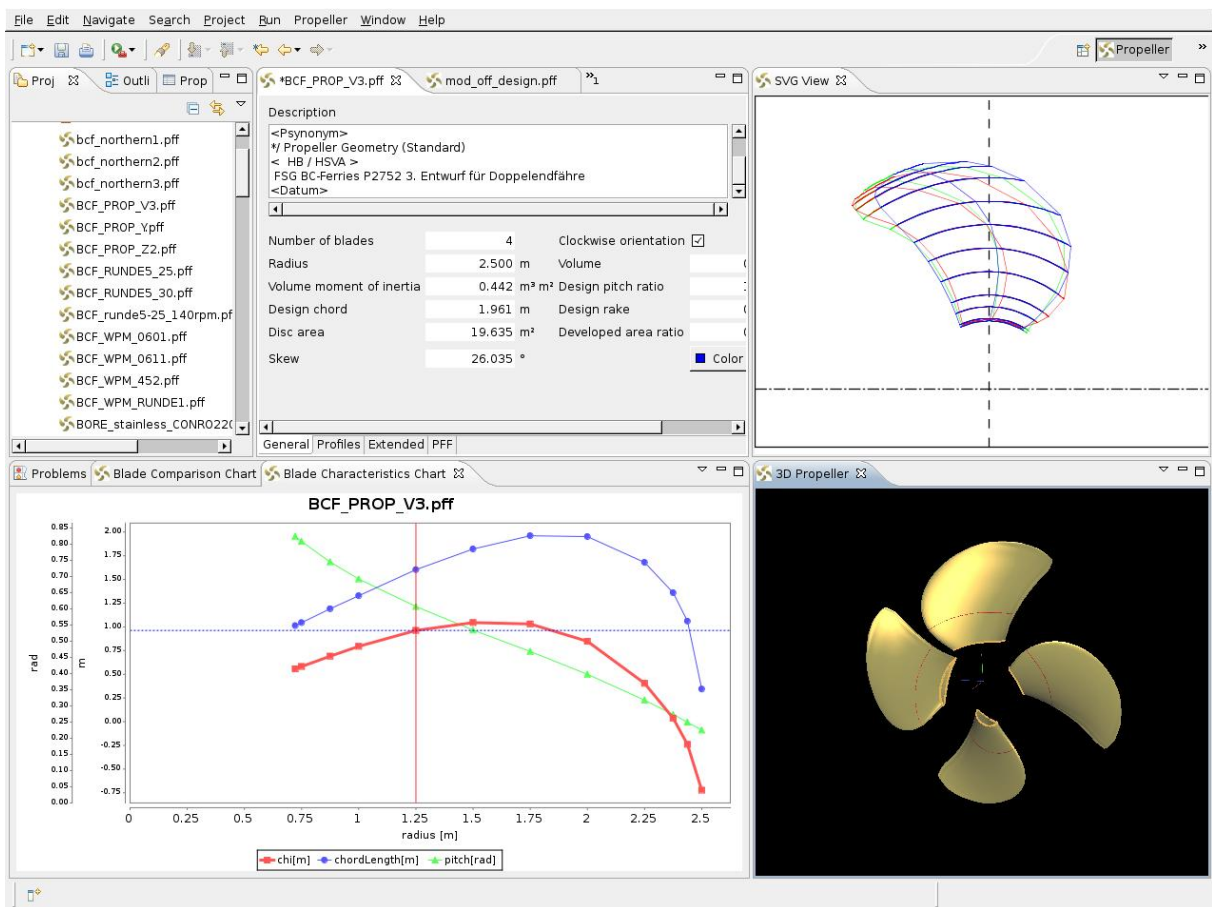 File Edit Navigate Search Project Run Propeller Window Help
Propeller »
Proj Outli Prop
bcf_northern1.pff
bcf_northern2.pff
bcf_northern3.pff
BCF_PROP_V3.pff
BCF_PROP_Y.pff
BCF_PROP_Z2.pff
BCF_RUNDE5_25.pff
BCF_RUNDE5_30.pff
BCF_runde5-25_140rpm.pf
BCF_WPM_0601.pff
BCF_WPM_0611.pff
BCF_WPM_452.pff
BCF_WPM_RUNDE1.pff
BORE_stainless_CONRO220(
*BCF_PROP_V3.pff mod_off_design.pff »1
Description
<Psynonym>
*/ Propeller Geometry (Standard)
< HB / HSVA >
FSG BC-Ferries P2752 3. Entwurf für Doppelendfähre
<Datum>
Number of blades 4 Clockwise orientation
Radius 2.500 m Volume 0
Volume moment of inertia 0.442 m³ m² Design pitch ratio
Design chord 1.961 m Design rake 0
Disc area 19.635 m² Developed area ratio 0
Skew 26.035 ° Color
General Profiles Extended PFF
SVG View
Problems Blade Comparison Chart Blade Characteristics Chart
BCF_PROP_V3.pff
rad
0.85
0.80
0.75
0.70
0.65
0.60
0.55
0.50
0.45
0.40
0.35
0.30
0.25
0.20
0.15
0.10
0.05
0.00
m
2.00
1.75
1.50
1.25
1.00
0.75
0.50
0.25
0.00
-0.25
-0.50
-0.75
0 0.25 0.5 0.75 1 1.25 1.5 1.75 2 2.25 2.5
radius [m]
chi[m] chordLength[m] pitch[rad]
3D Propeller